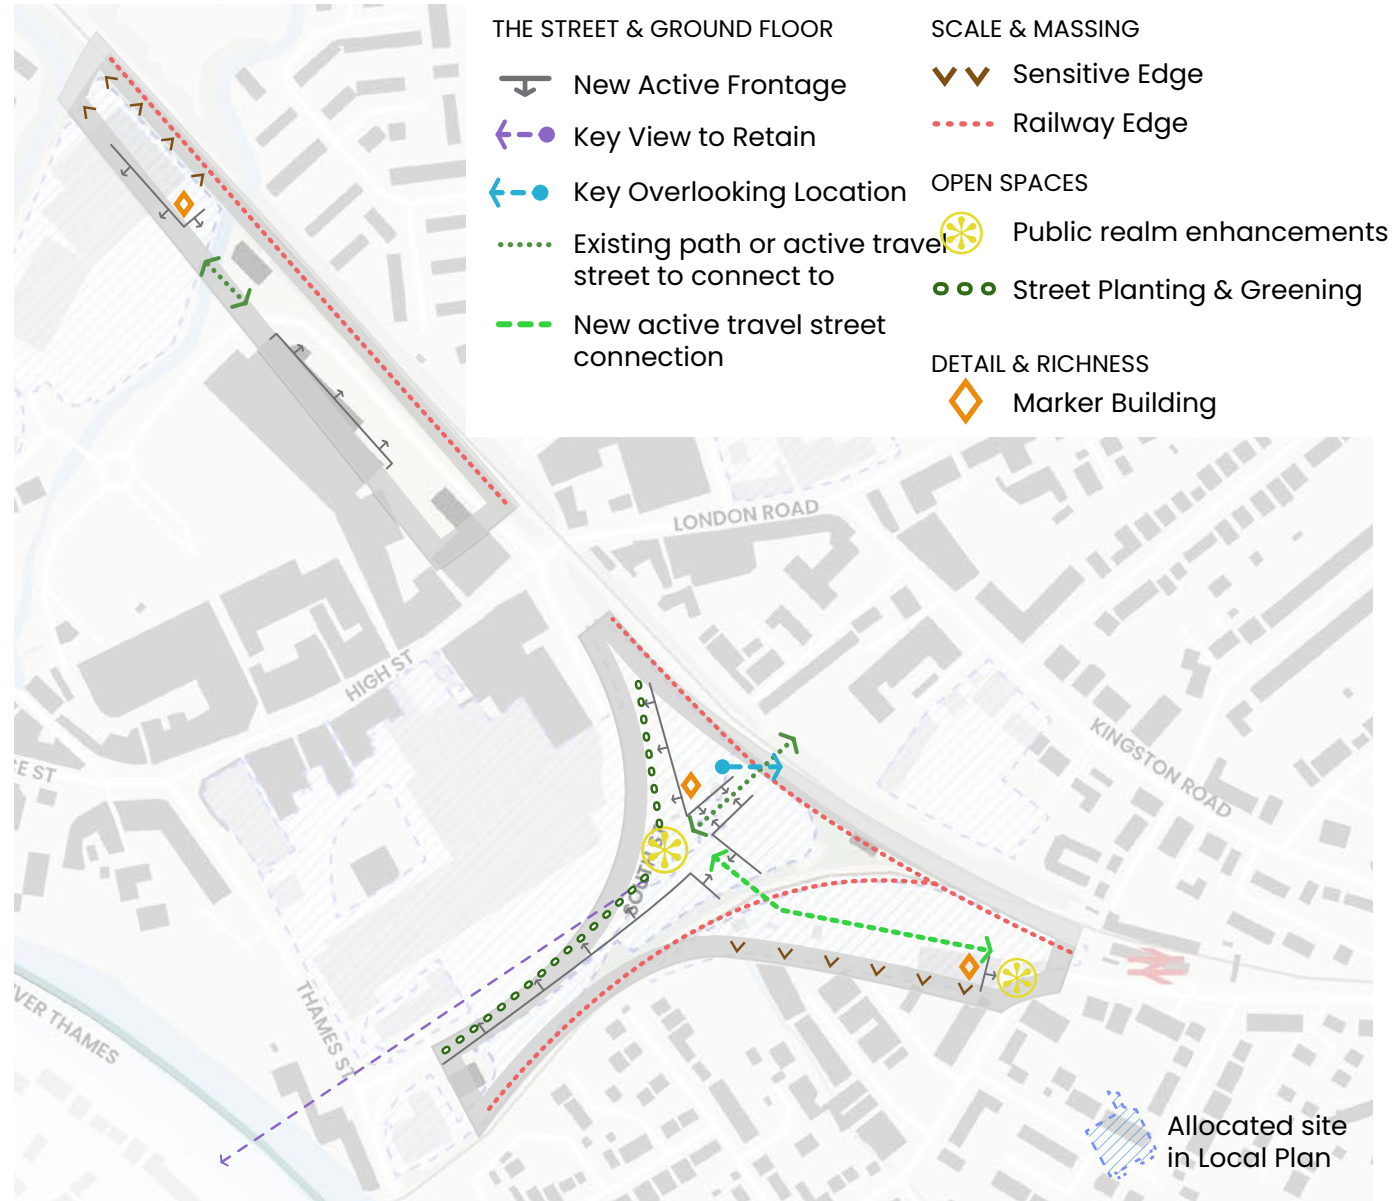 THE STREET & GROUND FLOOR
New Active Frontage
Key View to Retain
Key Overlooking Location
Existing path or active travel
street to connect to
New active travel street
connection
SCALE & MASSING
Sensitive Edge
Railway Edge
OPEN SPACES
Public realm enhancements
Street Planting & Greening
DETAIL & RICHNESS
Marker Building
LONDON ROAD
HIGH ST
KINGSTON ROAD
CE ST
SOUTH S
THAMES ST
VER THAMES
Allocated site
in Local Plan